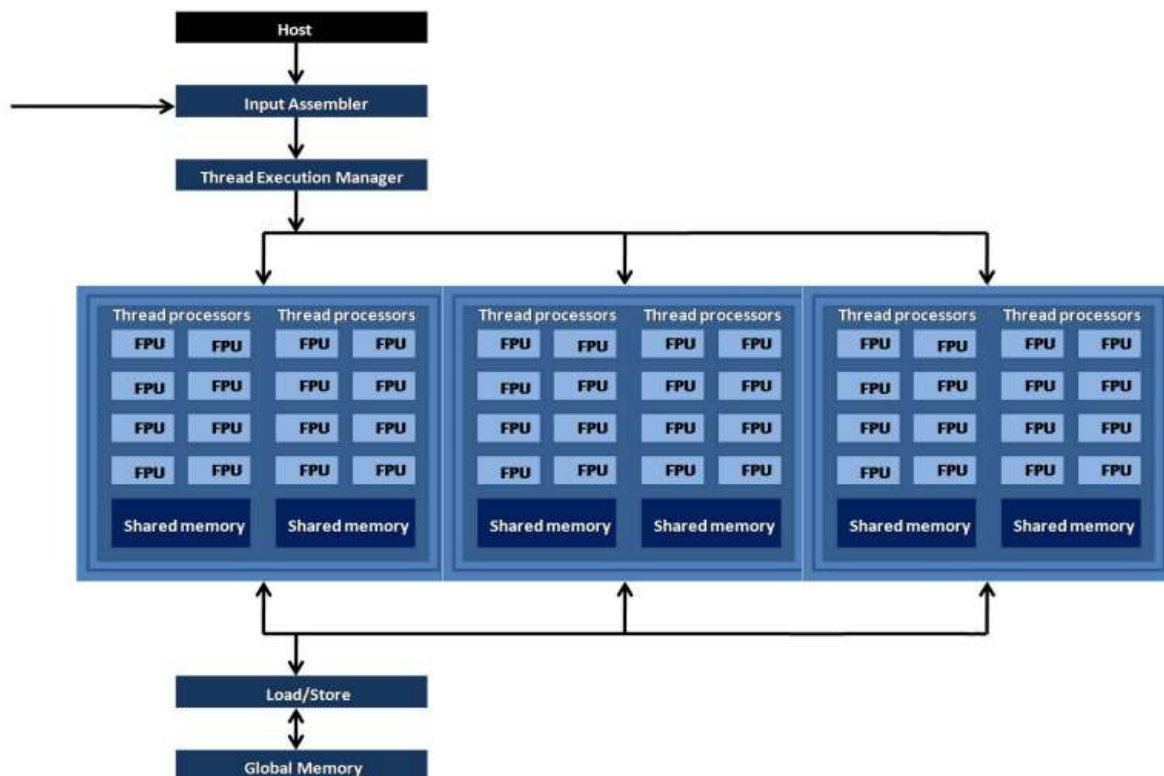 Host
Input Assembler
Thread Execution Manager
Thread processors Thread processors Thread processors Thread processors Thread processors Thread processors
FPU FPU FPU FPU FPU FPU FPU FPU FPU FPU FPU FPU
FPU FPU FPU FPU FPU FPU FPU FPU FPU FPU FPU FPU
FPU FPU FPU FPU FPU FPU FPU FPU FPU FPU FPU FPU
FPU FPU FPU FPU FPU FPU FPU FPU FPU FPU FPU FPU
Shared memory Shared memory Shared memory Shared memory Shared memory Shared memory
Load/Store
Global Memory